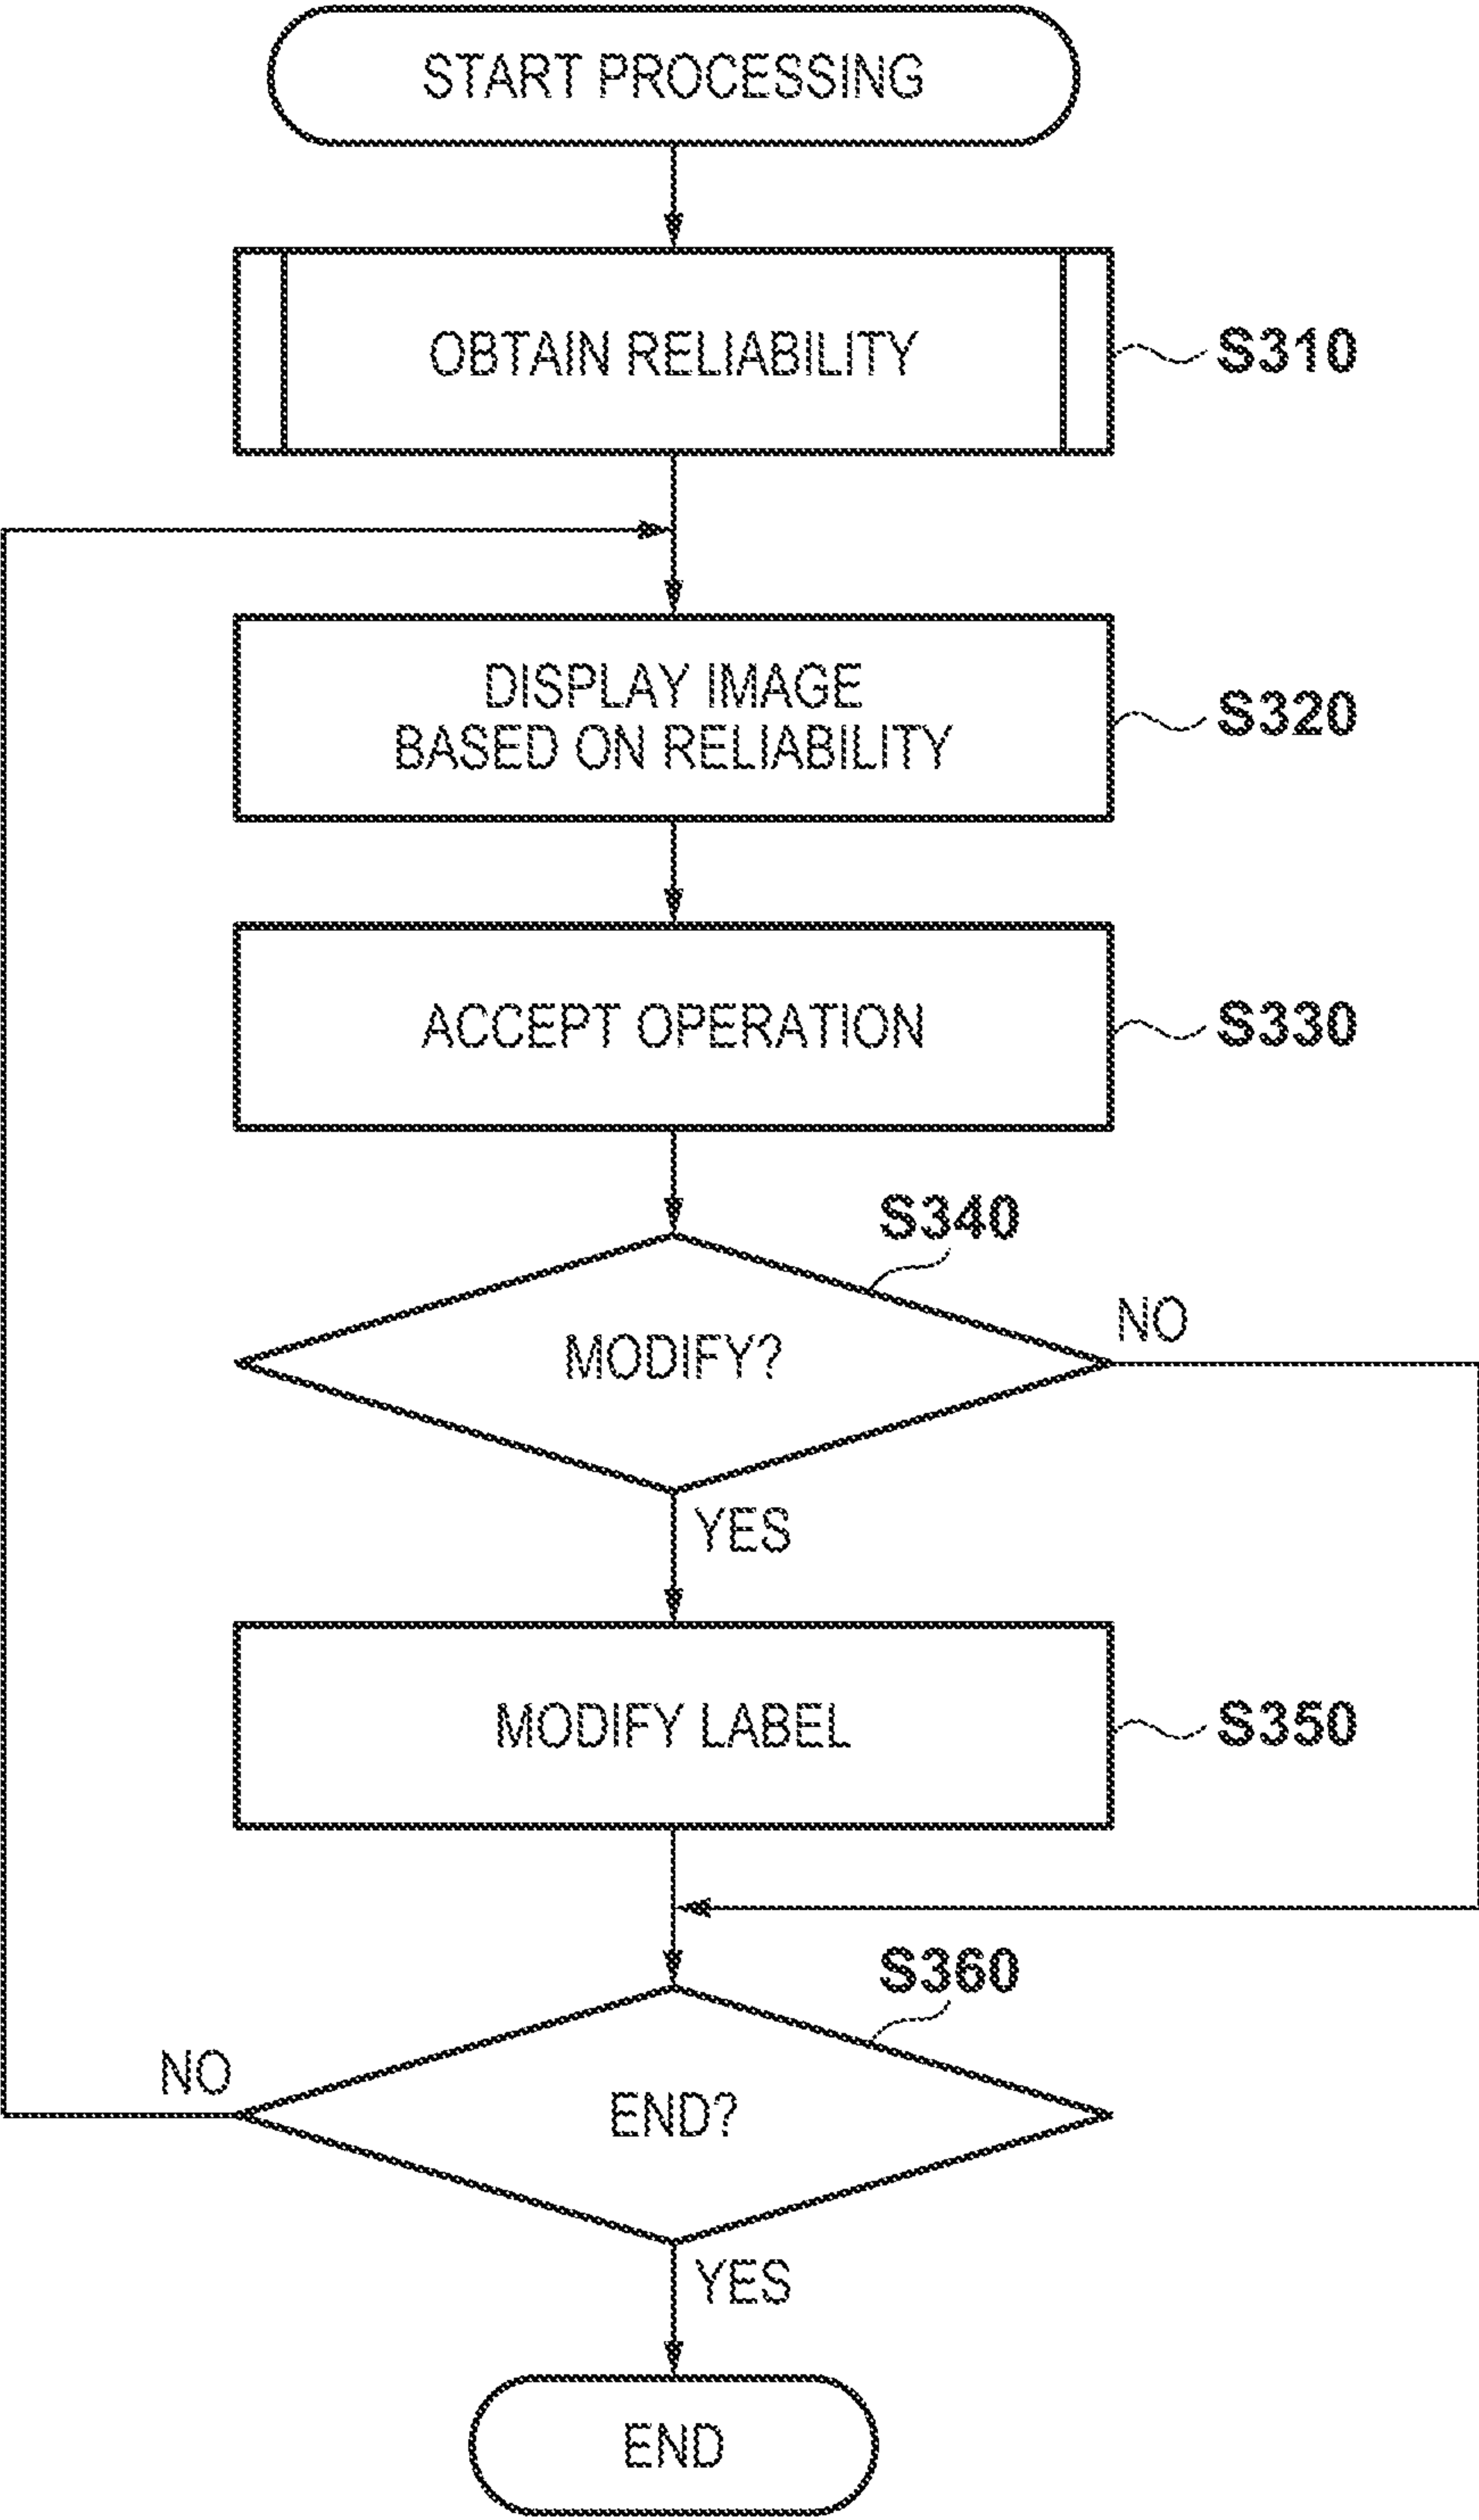 START PROCESSING
OBTAIN RELIABILITY
S310
DISPLAY IMAGE
BASED ON RELIABILITY
S320
ACCEPT OPERATION
S330
S340
MODIFY?
NO
YES
MODIFY LABEL
S350
S360
NO
END?
YES
END